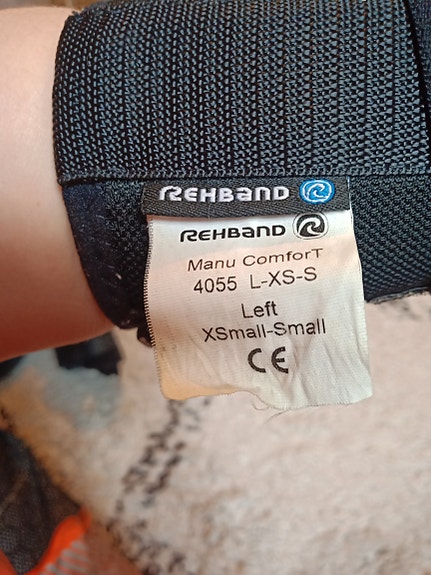 REHBAND
REHBAND
Manu ComforT
4055 L-XS-S
Left
XSmall-Small
CE